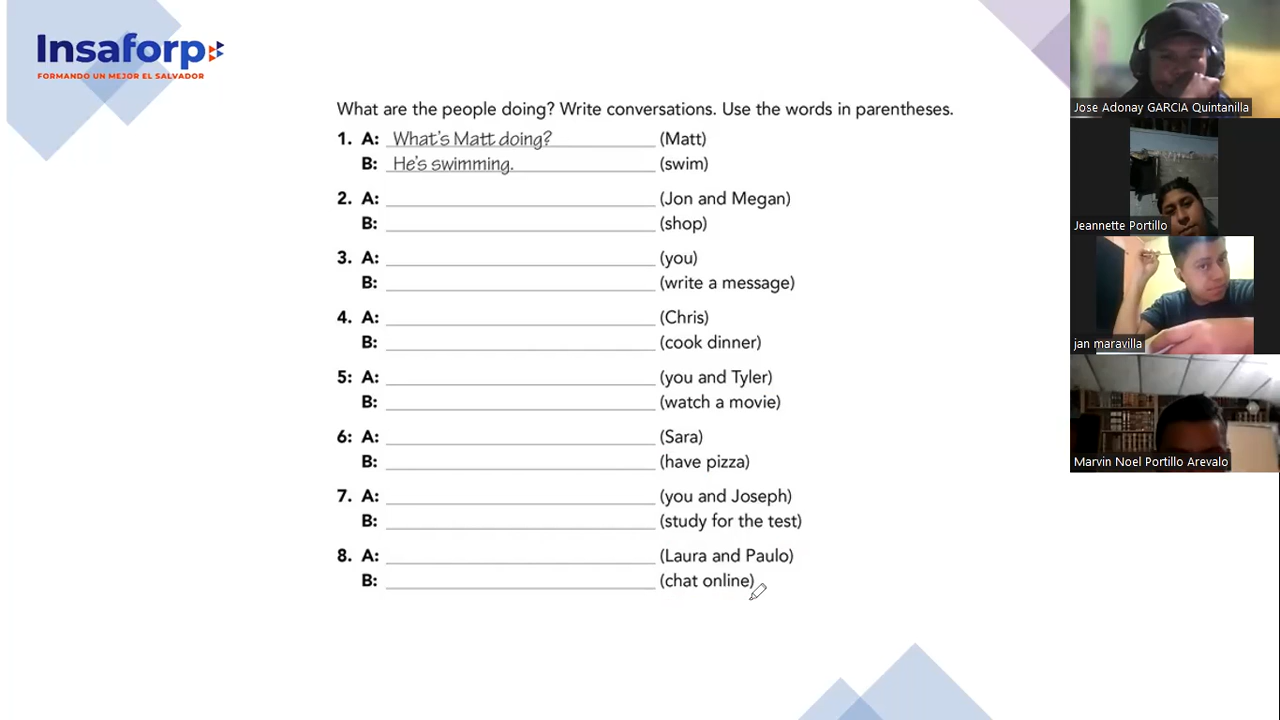 Insaforp
FORMANDO UN MEJOR EL SALVADOR
What are the people doing? Write conversations. Use the words in parentheses.
1. A: What's Matt doing? (Matt)
B: He's swimming. (swim)
2. A: (Jon and Megan)
B: (shop)
3. A: (you)
B: (write a message)
4. A: (Chris)
B: (cook dinner)
5: A: (you and Tyler)
B: (watch a movie)
6: A: (Sara)
B: (have pizza)
7. A: (you and Joseph)
B: (study for the test)
8. A: (Laura and Paulo)
B: (chat online)
Jose Adonay GARCIA Quintanilla
Jeannette Portillo
jan maravilla
Marvin Noel Portillo Arevalo